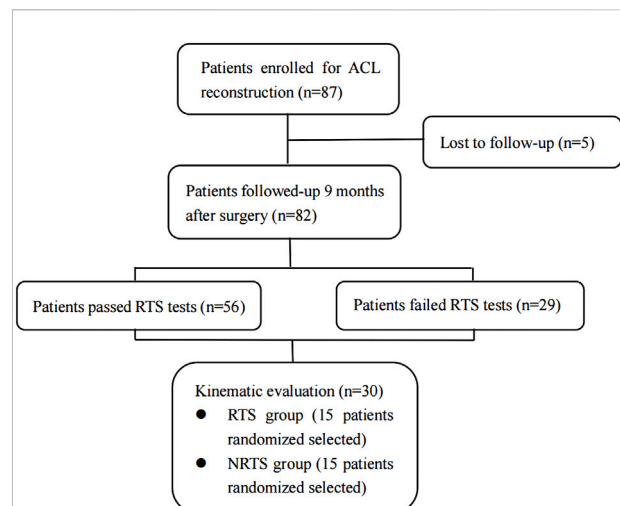 Patients enrolled for ACL
reconstruction (n=87)
Lost to follow-up (n=5)
Patients followed-up 9 months
after surgery (n=82)
Patients passed RTS tests (n=56)
Patients failed RTS tests (n=29)
Kinematic evaluation (n=30)
● RTS group (15 patients
randomized selected)
● NRTS group (15 patients
randomized selected)